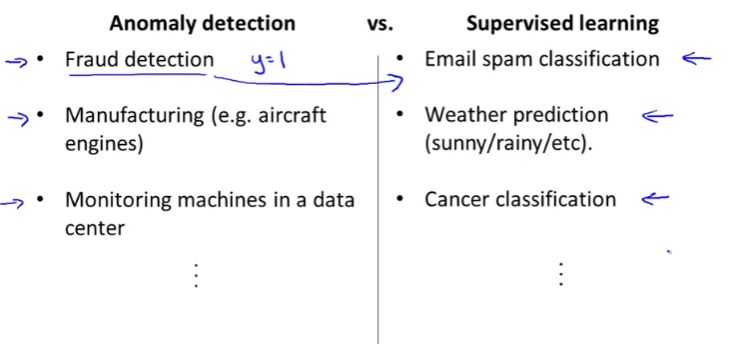 Anomaly detection vs. Supervised learning
• Fraud detection y=1
• Email spam classification
• Manufacturing (e.g. aircraft
engines)
• Weather prediction
(sunny/rainy/etc).
• Monitoring machines in a data
center
• Cancer classification